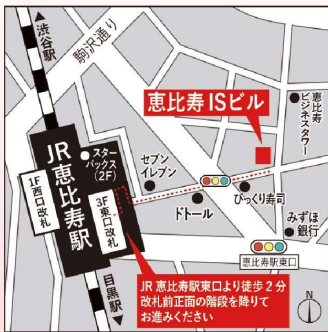 渋谷駅
駒沢通り
恵比寿ISビル
恵比寿
ビジネスタワー
JR恵比寿駅
スター
バックス
(2F)
セブン
イレブン
1F西口改札
3F東口改札
ドトール
びっくり寿司
みずほ
銀行
恵比寿駅東口
目黒駅
JR 恵比寿駅東口より徒歩2分
改札前正面の階段を降りて
お進みください
N